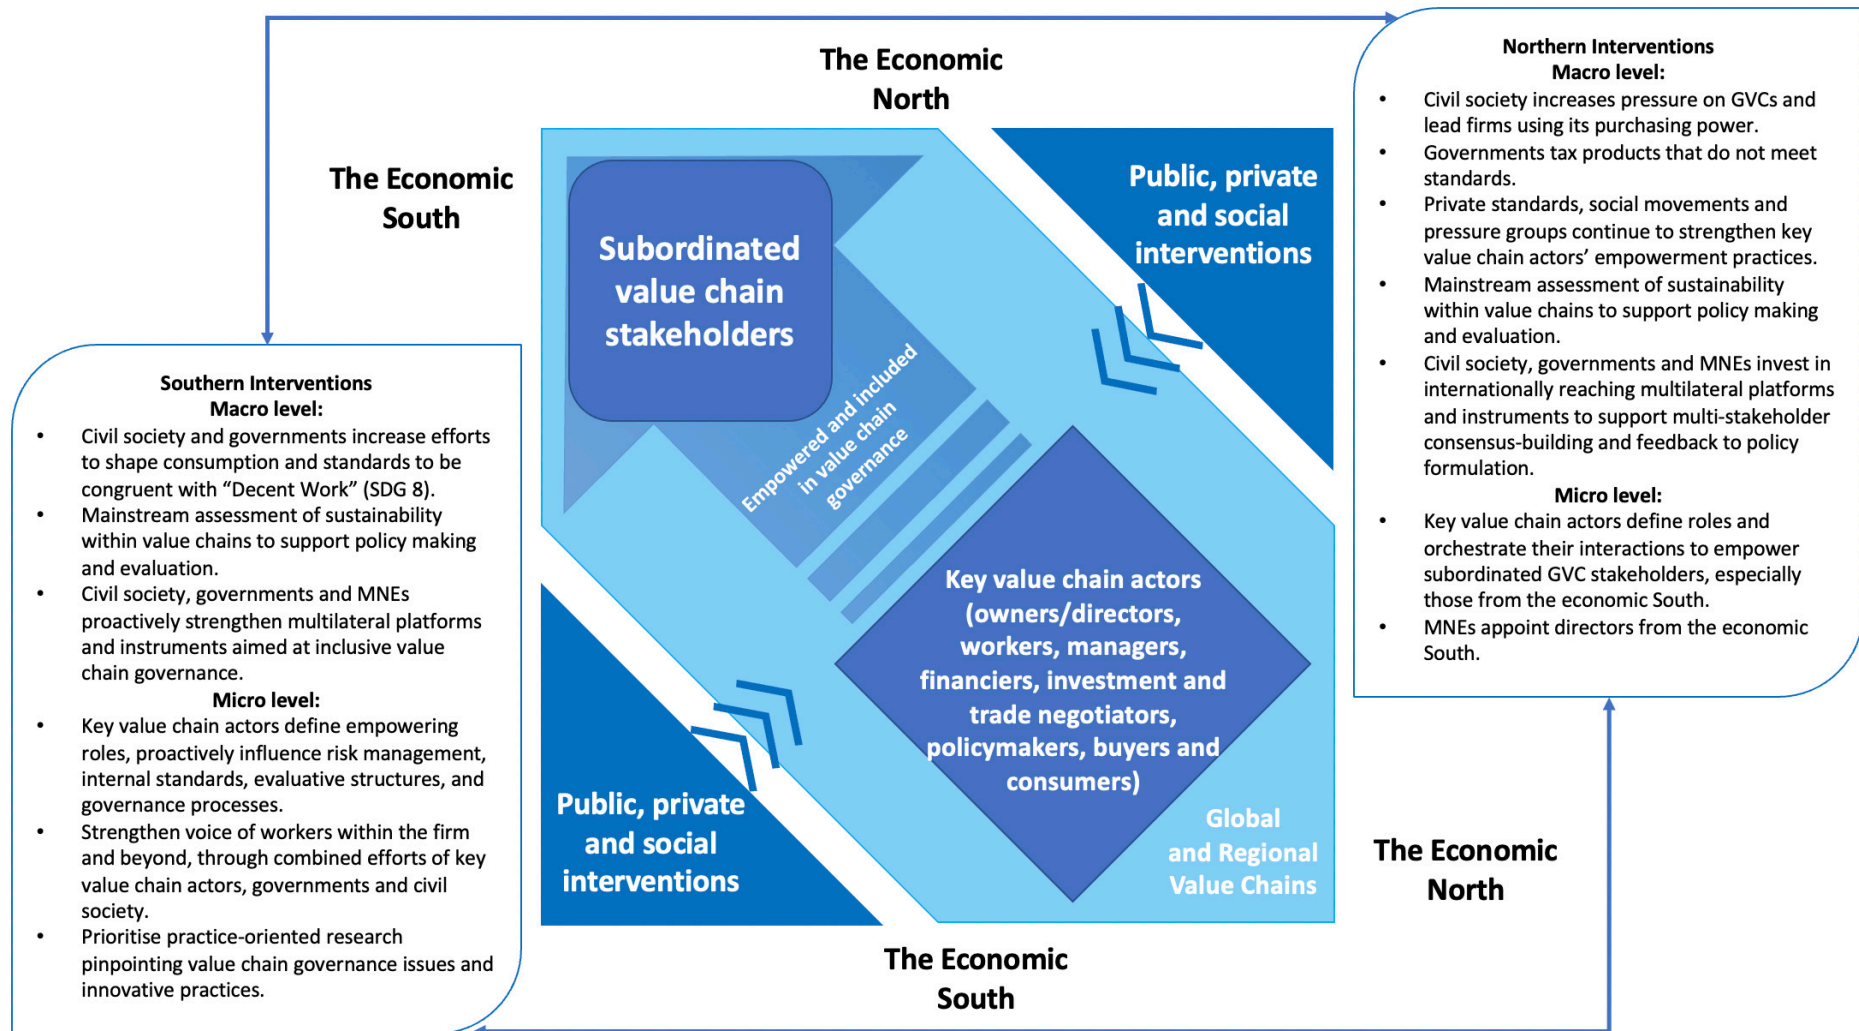 The Economic
North
The Economic
South
Northern Interventions
Macro level:
• Civil society increases pressure on GVCs and
lead firms using its purchasing power.
• Governments tax products that do not meet
standards.
• Private standards, social movements and
pressure groups continue to strengthen key
value chain actors’ empowerment practices.
• Mainstream assessment of sustainability
within value chains to support policy making
and evaluation.
• Civil society, governments and MNEs invest in
internationally reaching multilateral platforms
and instruments to support multi-stakeholder
consensus-building and feedback to policy
formulation.
Micro level:
• Key value chain actors define roles and
orchestrate their interactions to empower
subordinated GVC stakeholders, especially
those from the economic South.
• MNEs appoint directors from the economic
South.
Public, private
and social
interventions
Subordinated
value chain
stakeholders
Empowered and included
in value chain
governance
Southern Interventions
Macro level:
• Civil society and governments increase efforts
to shape consumption and standards to be
congruent with “Decent Work” (SDG 8).
• Mainstream assessment of sustainability
within value chains to support policy making
and evaluation.
• Civil society, governments and MNEs
proactively strengthen multilateral platforms
and instruments aimed at inclusive value
chain governance.
Micro level:
• Key value chain actors define empowering
roles, proactively influence risk management,
internal standards, evaluative structures, and
governance processes.
• Strengthen voice of workers within the firm
and beyond, through combined efforts of key
value chain actors, governments and civil
society.
• Prioritise practice-oriented research
pinpointing value chain governance issues and
innovative practices.
Key value chain actors
(owners/directors,
workers, managers,
financiers, investment and
trade negotiators,
policymakers, buyers and
consumers)
Public, private
and social
interventions
Global
and Regional
Value Chains
The Economic
North
The Economic
South